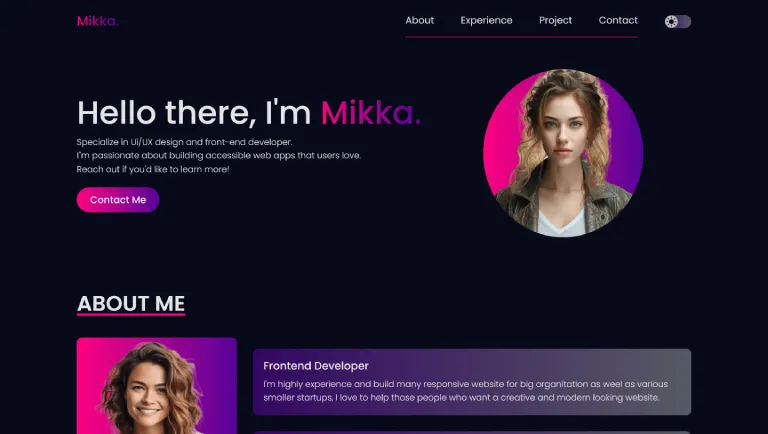 Mikka.
About Experience Project Contact
Hello there, I'm Mikka.
Specialize in Ui/UX design and front-end developer.
I'm passionate about building accessible web apps that users love.
Reach out if you'd like to learn more!
Contact Me
ABOUT ME
Frontend Developer
I'm highly experience and build many responsive website for big organitation as weel as various
smaller startups, I love to help those people who want a creative and modern looking website.